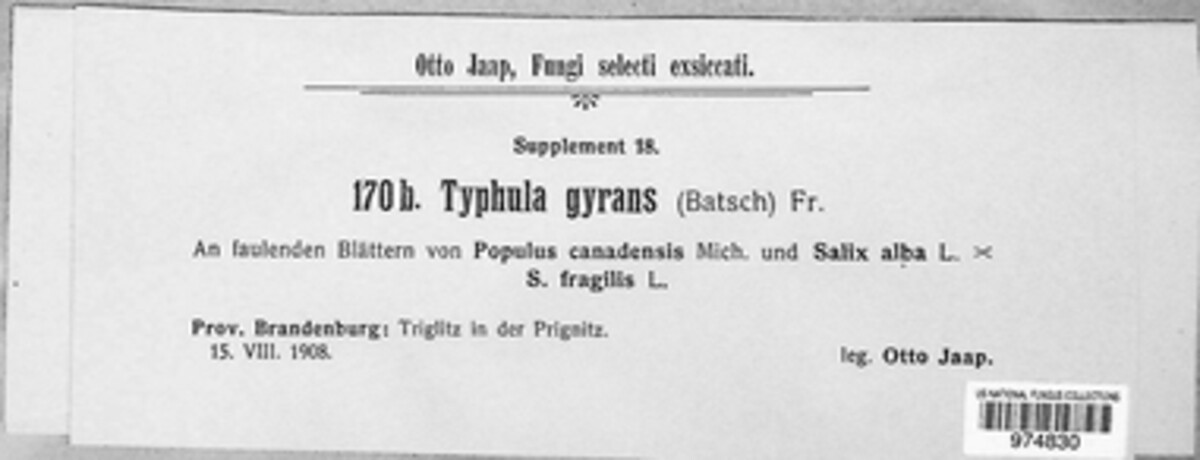 Otto Jaap, Fungi selecti exsiccati.
Supplement 18.
170 b. Typhula gyrans (Batsch) Fr.
An faulenden Blättern von Populus canadensis Mich. und Salix alba L. ×
S. fragilis L.
Prov. Brandenburg: Triglitz in der Prignitz.
15. VIII. 1908.
leg. Otto Jaap.
US NATIONAL FUNGUS COLLECTIONS
974830